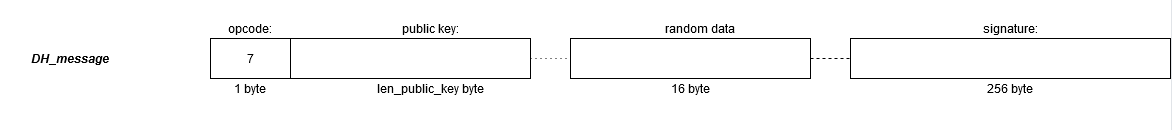 opcode: public key: random data signature:
DH_message 7
1 byte len_public_key byte 16 byte 256 byte